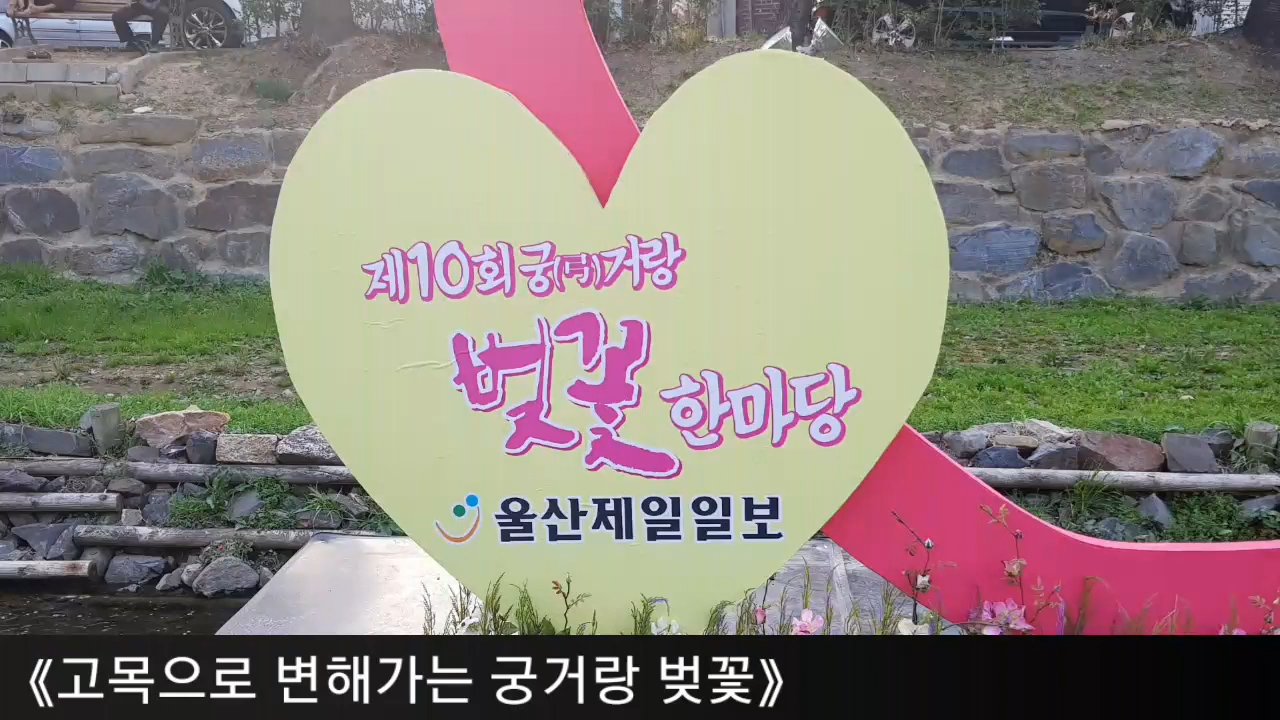 제10회 궁(弓)거랑
벚꽃 한마당
울산제일일보
《고목으로 변해가는 궁거랑 벚꽃》